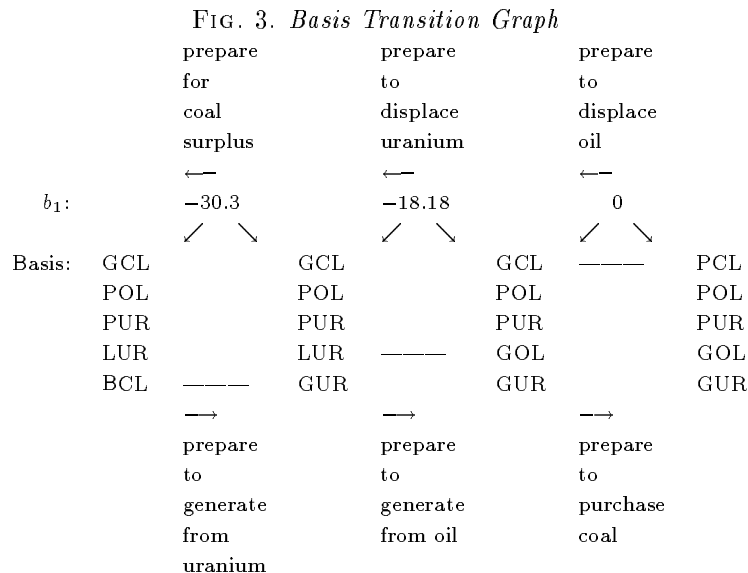 FIG. 3. Basis Transition Graph
prepare prepare prepare
for to to
coal displace displace
surplus uranium oil
←− ←− ←−
b₁: −30.3 −18.18 0
↙ ↘ ↙ ↘ ↙ ↘
Basis: GCL GCL GCL ——— PCL
POL POL POL POL
PUR PUR PUR PUR
LUR LUR ——— GOL GOL
BCL ——— GUR GUR GUR
−→ −→ −→
prepare prepare prepare
to to to
generate generate purchase
from from oil coal
uranium